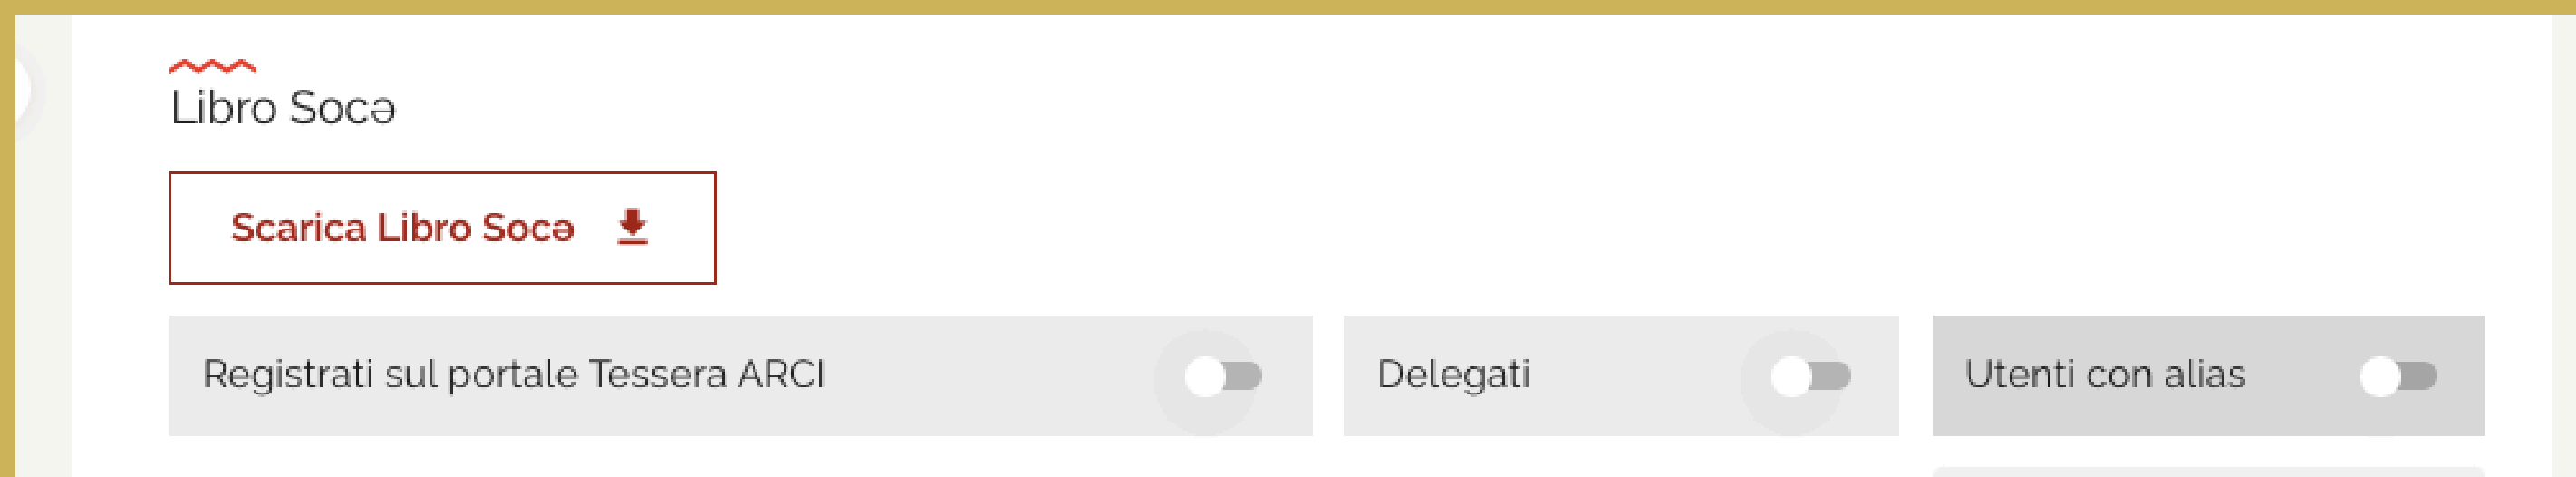 Libro Socə
Scarica Libro Socə
Registrati sul portale Tessera ARCI
Delegati
Utenti con alias